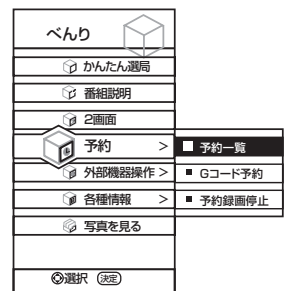 べんり
かんたん選局
番組説明
2画面
予約 >
予約一覧
外部機器操作 >
Gコード予約
各種情報 >
予約録画停止
写真を見る
選択 決定